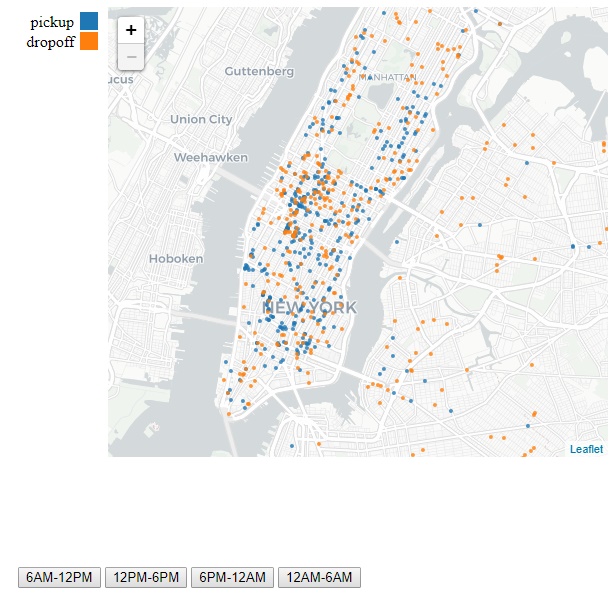 pickup
dropoff
+
−
MANHATTAN
ucus
Guttenberg
Union City
Weehawken
Hoboken
NEW YORK
Leaflet
6AM-12PM 12PM-6PM 6PM-12AM 12AM-6AM